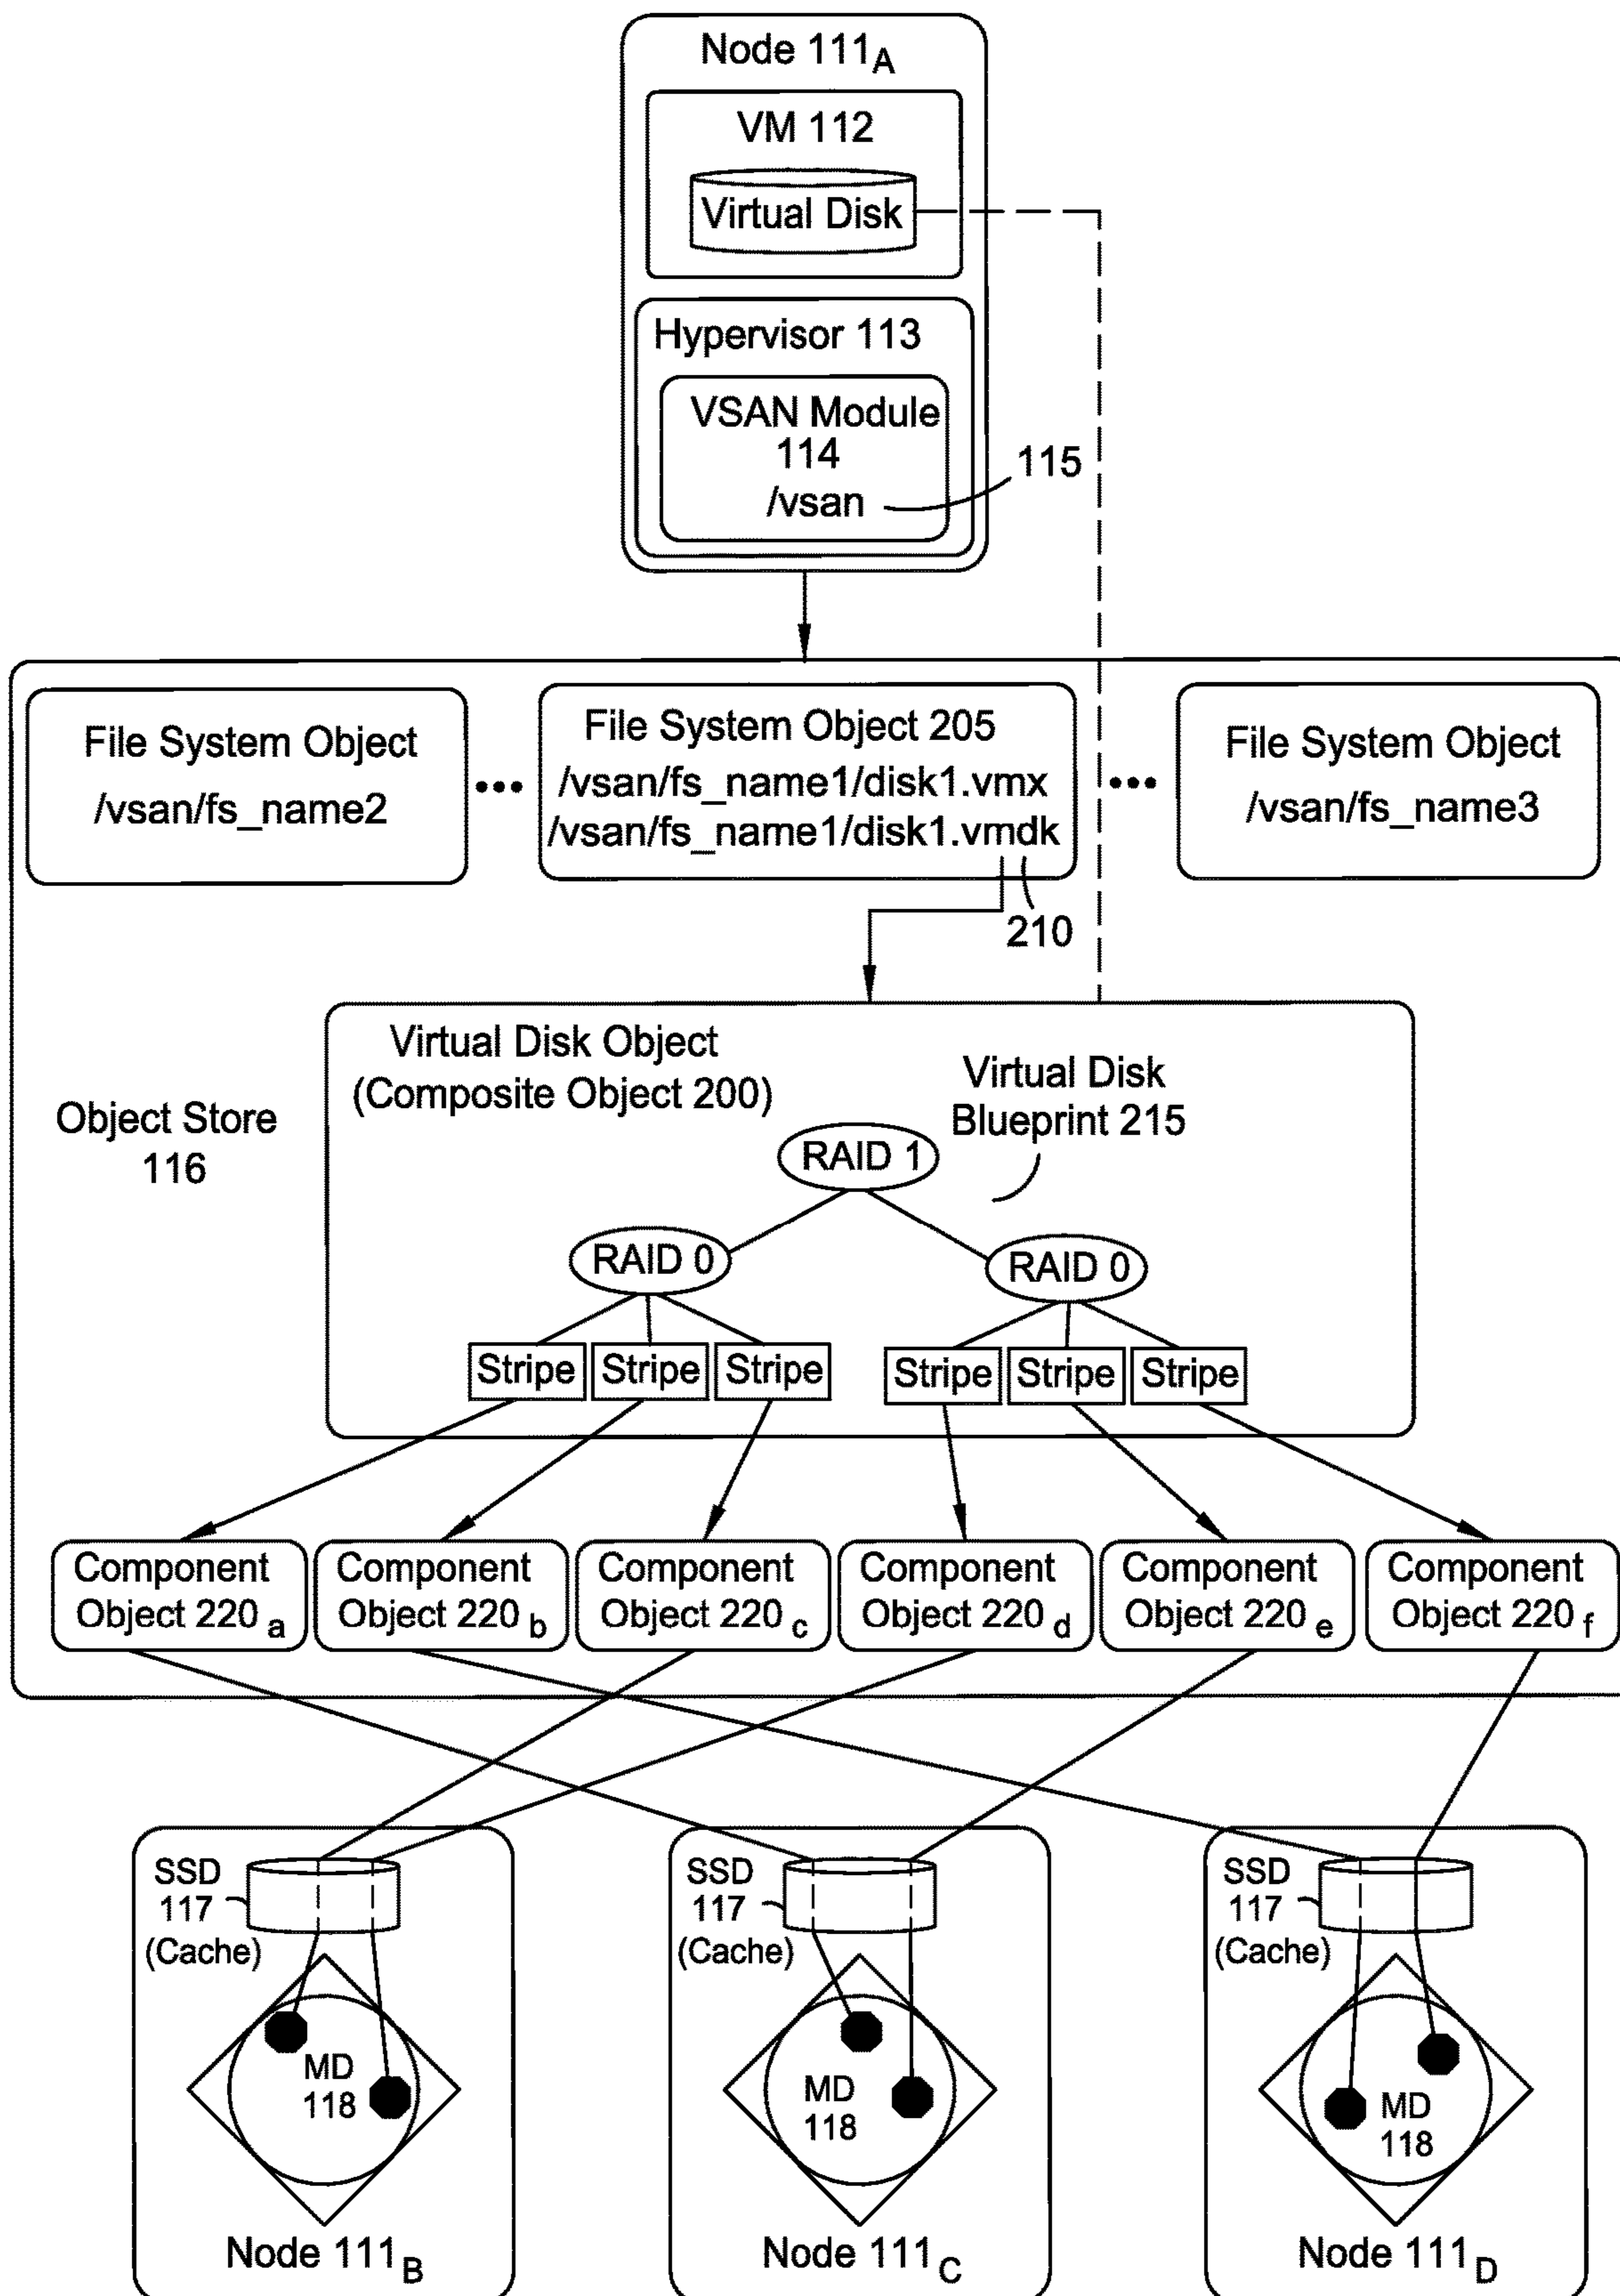 Node 111A
VM 112
Virtual Disk
Hypervisor 113
VSAN Module
114
/vsan
115
File System Object
/vsan/fs_name2
...
File System Object 205
/vsan/fs_name1/disk1.vmx
/vsan/fs_name1/disk1.vmdk
...
File System Object
/vsan/fs_name3
210
Virtual Disk Object
(Composite Object 200)
Virtual Disk
Blueprint 215
Object Store
116
RAID 1
RAID 0
RAID 0
Stripe
Stripe
Stripe
Stripe
Stripe
Stripe
Component
Object 220 a
Component
Object 220 b
Component
Object 220 c
Component
Object 220 d
Component
Object 220 e
Component
Object 220 f
SSD
117
(Cache)
MD
118
Node 111B
SSD
117
(Cache)
MD
118
Node 111C
SSD
117
(Cache)
MD
118
Node 111D